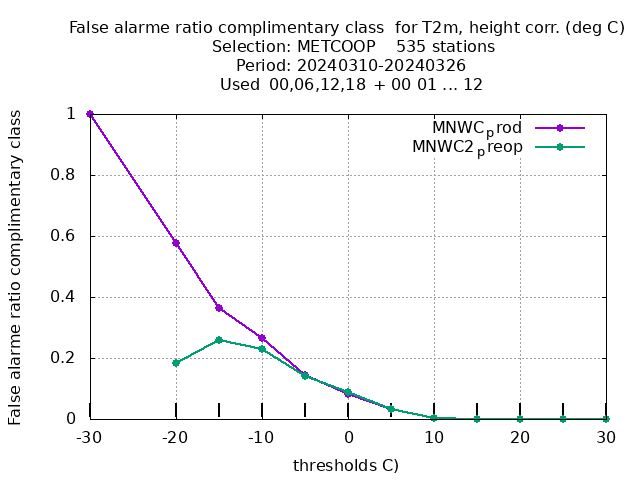 False alarme ratio complimentary class  for T2m, height corr. (deg C)
Selection: METCOOP    535 stations
Period: 20240310-20240326
Used  00,06,12,18  + 00 01 ... 12
MNWCprod
MNWC2preop
False alarme ratio complimentary class
1
0.8
0.6
0.4
0.2
0
-30 -20 -10 0 10 20 30
thresholds C)